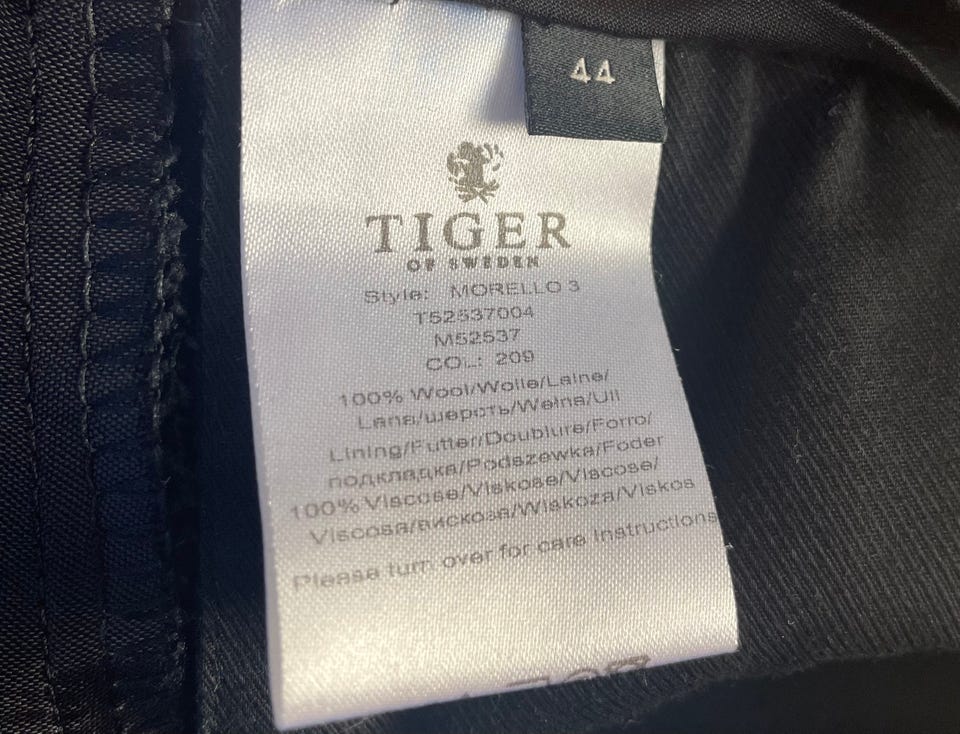 44
TIGER
OF SWEDEN
Style: MORELLO 3
T52537004
M52537
COL: 209
100% Wool/Wolle/Laine/
Lana/шерсть/Wełna/Ull
Lining/Futter/Doublure/Forro/
подкладка/Podszewka/Foder
100% Viscose/Viskose/Viscose/
Viscosa/вискоза/Wiskoza/Viskos
Please turn over for care Instructions